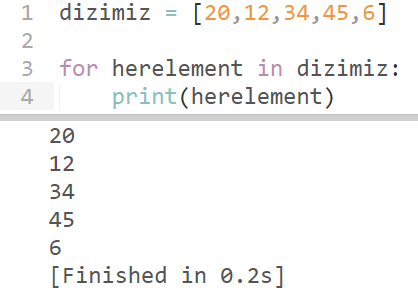 1 dizimiz = [20,12,34,45,6]
2
3 for herelement in dizimiz:
4     print(herelement)
20
12
34
45
6
[Finished in 0.2s]